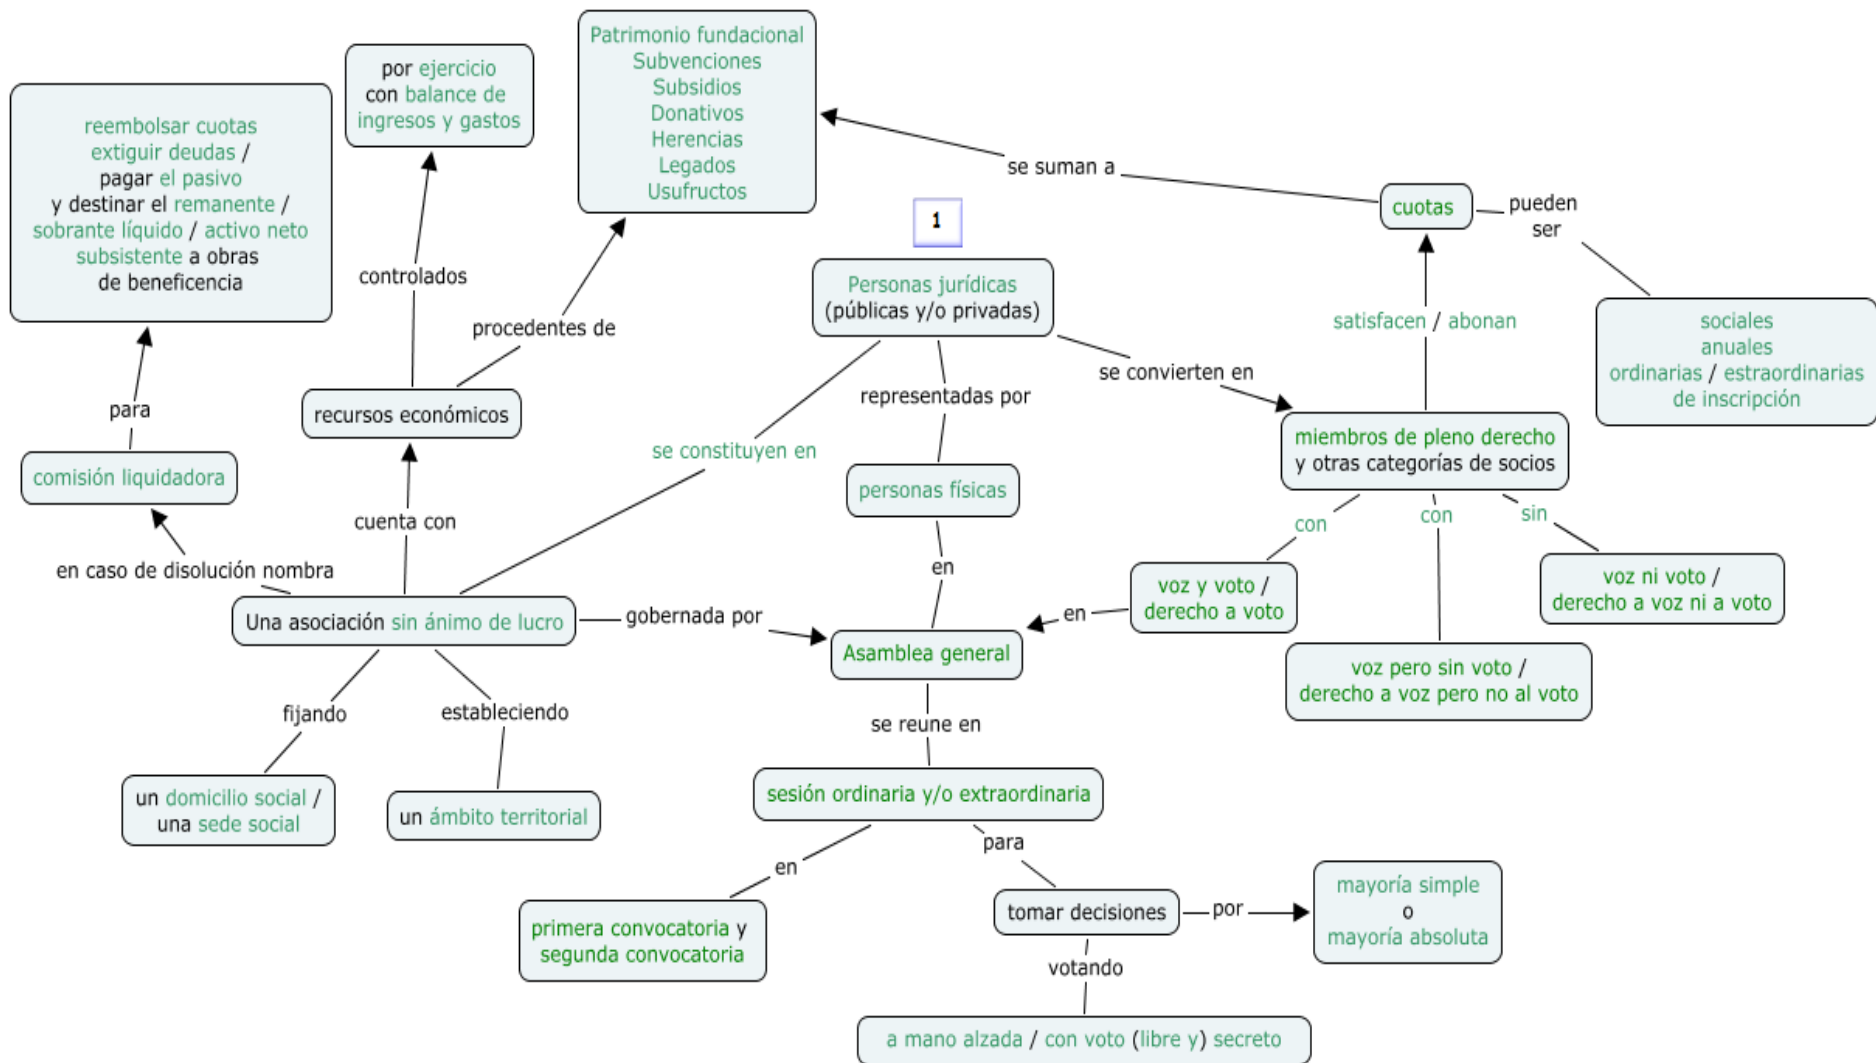 Patrimonio fundacional
Subvenciones
Subsidios
Donativos
Herencias
Legados
Usufructos
por ejercicio
con balance de
ingresos y gastos
reembolsar cuotas
extiguir deudas /
pagar el pasivo
y destinar el remanente /
sobrante líquido / activo neto
subsistente a obras
de beneficencia
se suman a
cuotas
pueden
ser
1
controlados
procedentes de
Personas jurídicas
(públicas y/o privadas)
satisfacen / abonan
sociales
anuales
ordinarias / estraordinarias
de inscripción
para
recursos económicos
representadas por
se convierten en
se constituyen en
miembros de pleno derecho
y otras categorías de socios
comisión liquidadora
personas físicas
cuenta con
con
con
sin
en caso de disolución nombra
en
voz y voto /
derecho a voto
voz ni voto /
derecho a voz ni a voto
Una asociación sin ánimo de lucro
gobernada por
en
Asamblea general
voz pero sin voto /
derecho a voz pero no al voto
fijando
estableciendo
se reune en
un domicilio social /
una sede social
un ámbito territorial
sesión ordinaria y/o extraordinaria
en
para
primera convocatoria y
segunda convocatoria
tomar decisiones
por
mayoría simple
o
mayoría absoluta
votando
a mano alzada / con voto (libre y) secreto